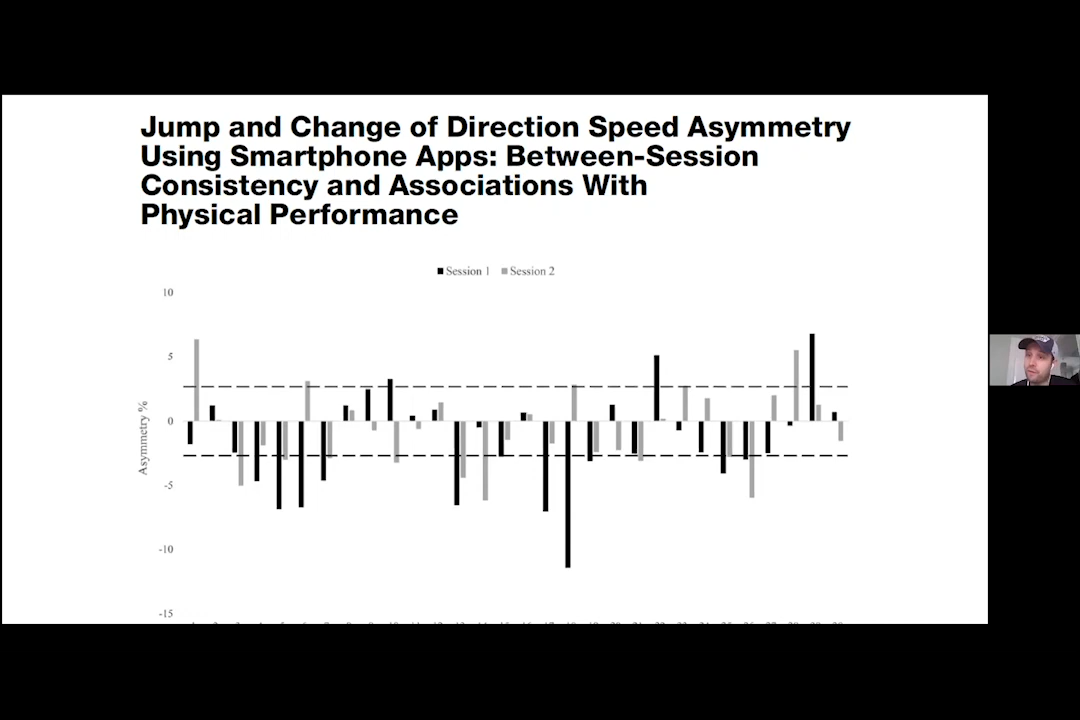 Jump and Change of Direction Speed Asymmetry
Using Smartphone Apps: Between-Session
Consistency and Associations With
Physical Performance
Session 1 Session 2
10
5
0
-5
-10
-15
Asymmetry %